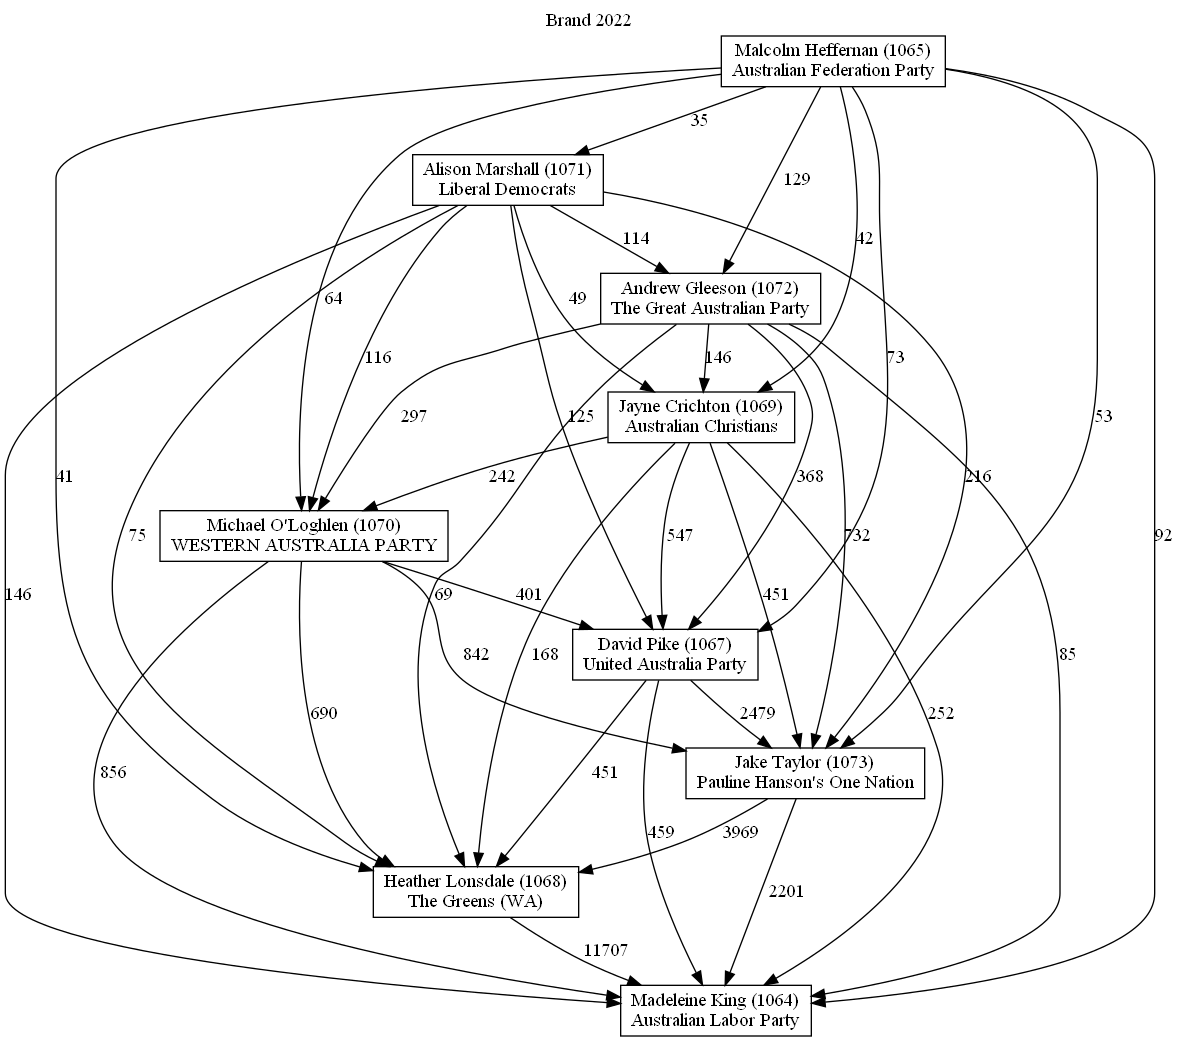 Brand 2022
Malcolm Heffernan (1065)
Australian Federation Party
35
Alison Marshall (1071)
Liberal Democrats
129
114
42
Andrew Gleeson (1072)
The Great Australian Party
64
49
116
146
73
Jayne Crichton (1069)
Australian Christians
297
125
53
41
242
368
216
Michael O'Loghlen (1070)
WESTERN AUSTRALIA PARTY
75
547
732
92
146
69
401
451
David Pike (1067)
United Australia Party
842
168
85
690
2479
252
Jake Taylor (1073)
Pauline Hanson's One Nation
856
451
459
3969
Heather Lonsdale (1068)
The Greens (WA)
2201
11707
Madeleine King (1064)
Australian Labor Party